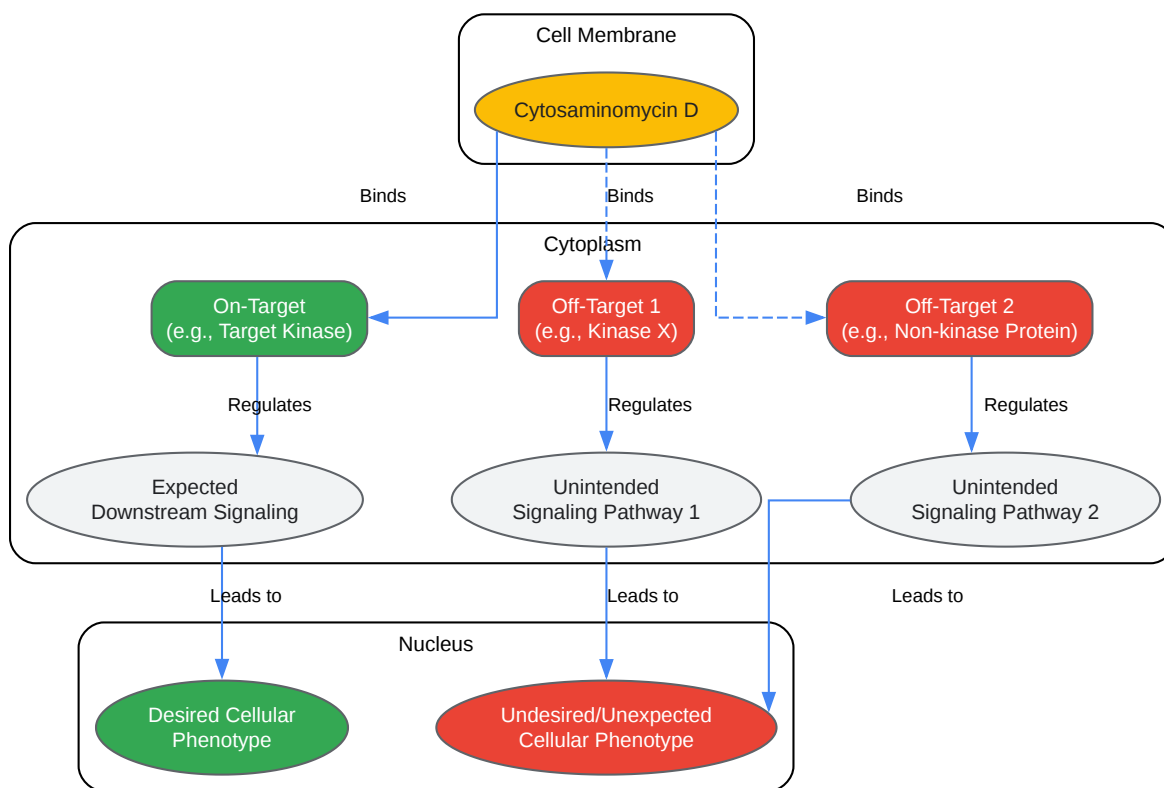 Cell Membrane
Cytosaminomycin D
Binds
Binds
Binds
Cytoplasm
On-Target
(e.g., Target Kinase)
Off-Target 1
(e.g., Kinase X)
Off-Target 2
(e.g., Non-kinase Protein)
Regulates
Regulates
Regulates
Expected
Downstream Signaling
Unintended
Signaling Pathway 1
Unintended
Signaling Pathway 2
Leads to
Leads to
Leads to
Nucleus
Desired Cellular
Phenotype
Undesired/Unexpected
Cellular Phenotype